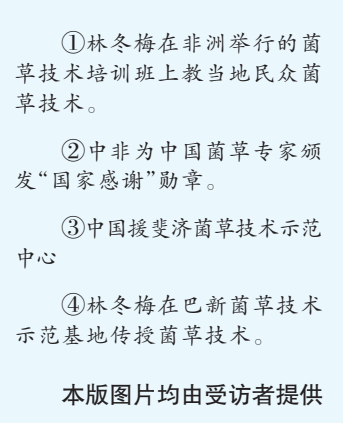 ①林冬梅在非洲举行的菌
草技术培训班上教当地民众菌
草技术。
②中非为中国菌草专家颁
发“国家感谢”勋章。
③中国援斐济菌草技术示范
中心
④林冬梅在巴新菌草技术
示范基地传授菌草技术。
本版图片均由受访者提供